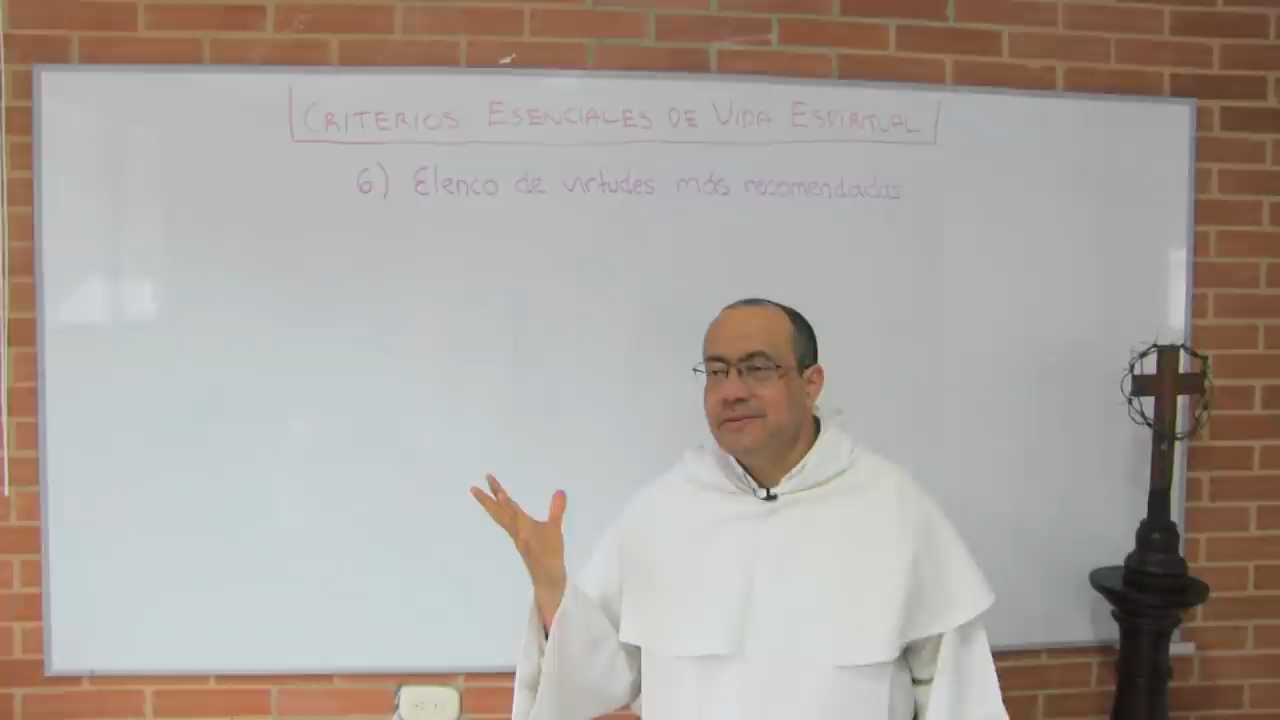 CRITERIOS ESENCIALES DE VIDA ESPIRITUAL
6) Elenco de virtudes más recomendadas